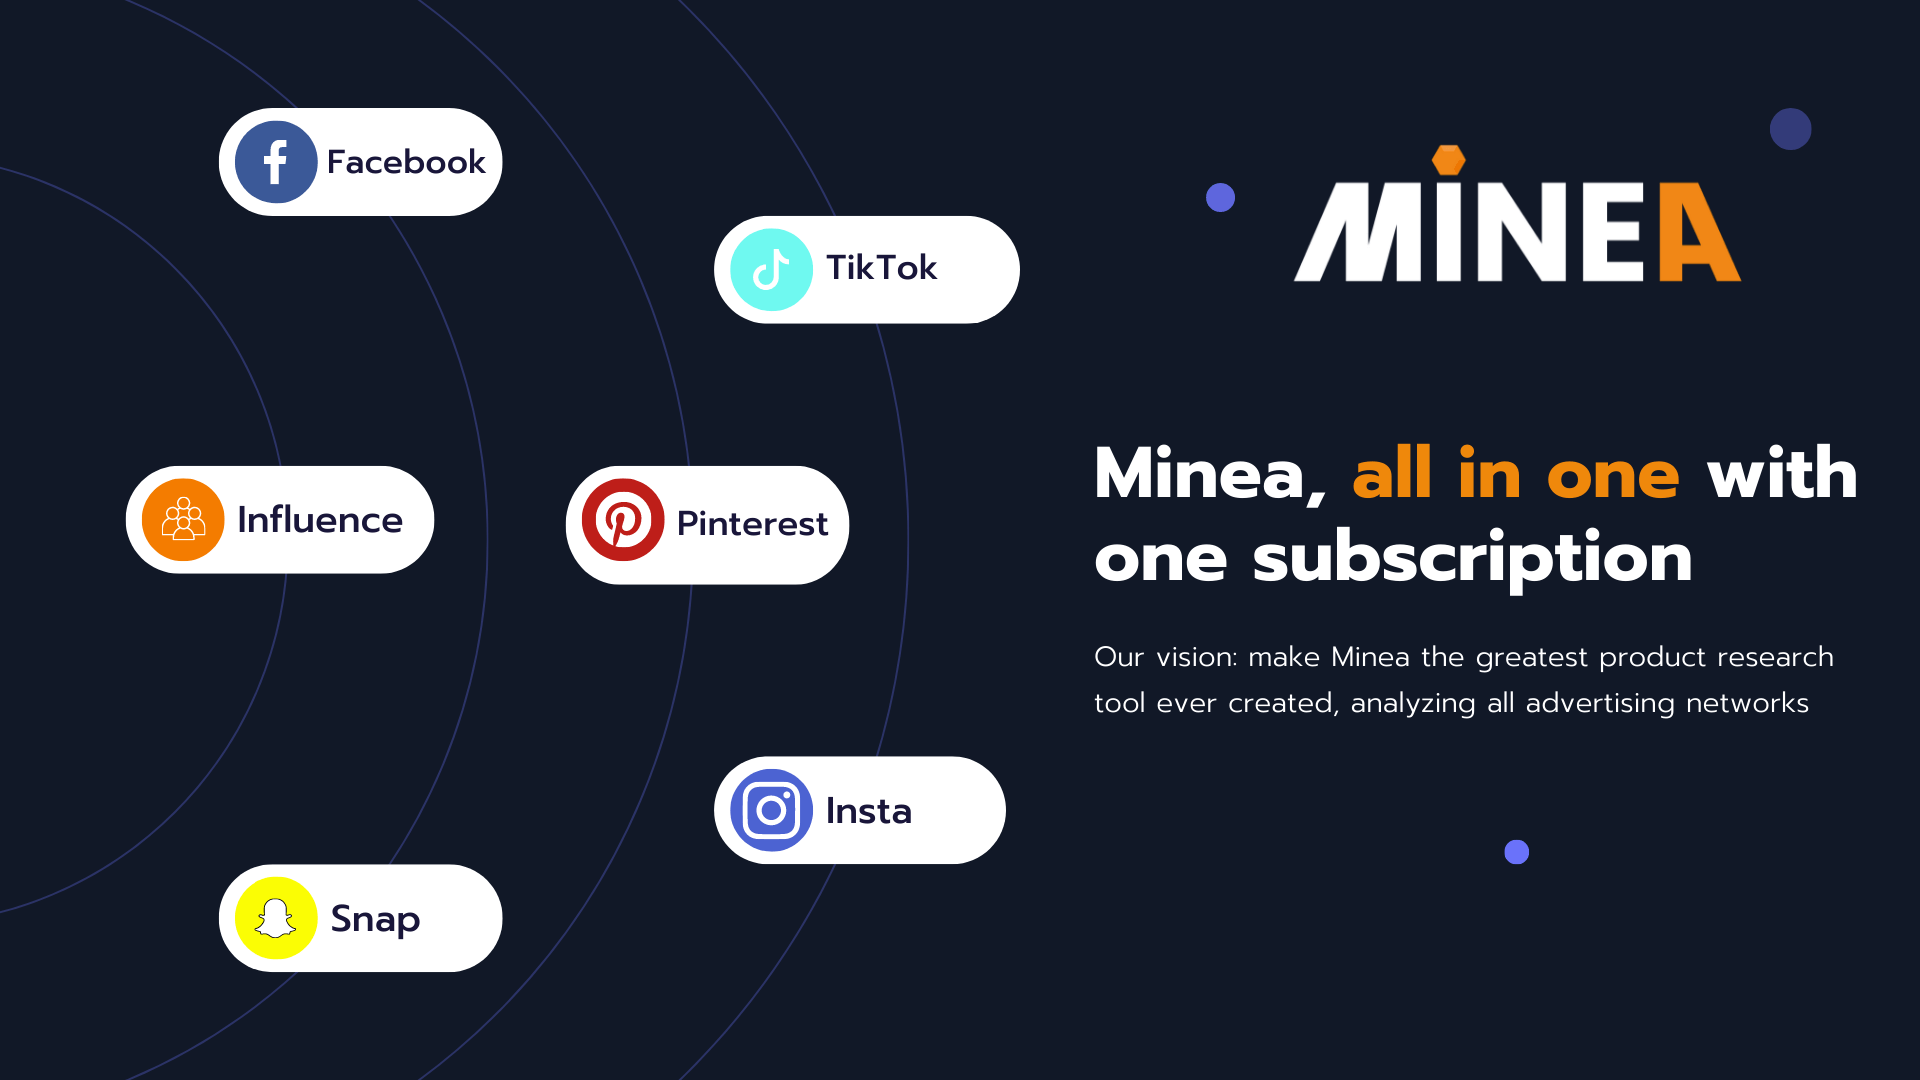 Facebook
TikTok
Influence
Pinterest
Insta
Snap
MINEA
Minea, all in one with
one subscription
Our vision: make Minea the greatest product research
tool ever created, analyzing all advertising networks